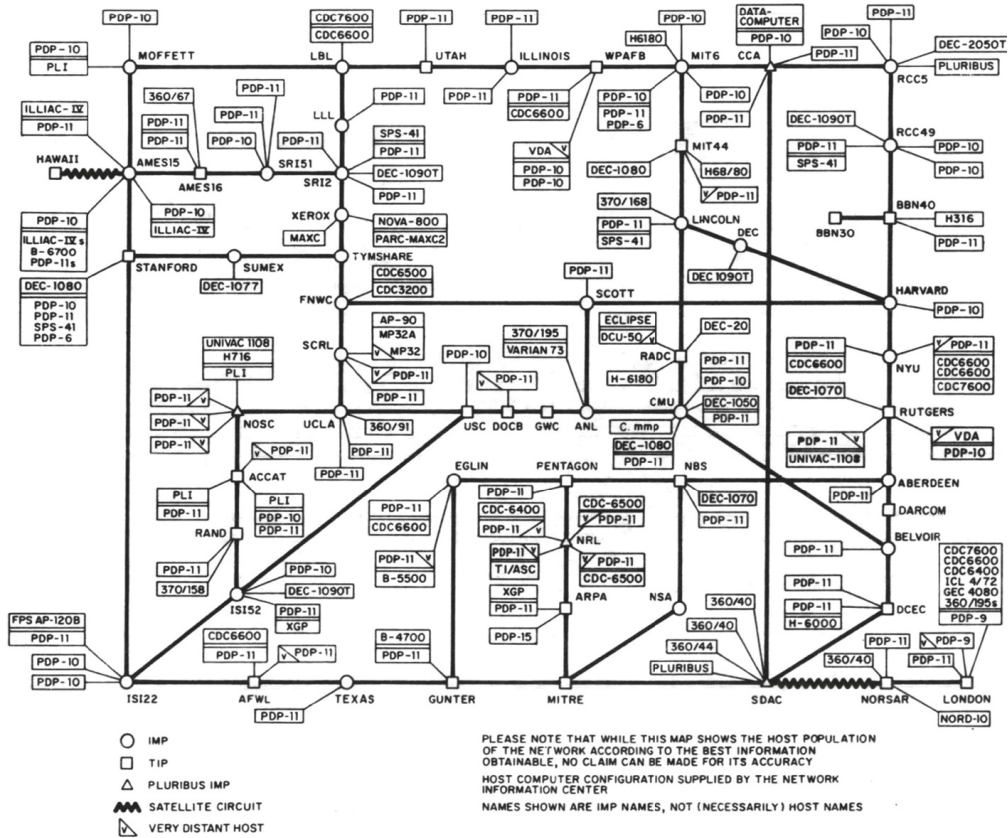 PDP-10
CDC7600
CDC6600
PDP-11
PDP-11
H6180
PDP-10
DATA-COMPUTER
PDP-10
PDP-11
PDP-11
PDP-10
DEC-2050T
PLURIBUS
PDP-10
PLI
MOFFETT
LBL
UTAH
ILLINOIS
WPAFB
MIT6
CCA
RCC5
PDP-11
PDP-11
CDC6600
PDP-10
PDP-11
PDP-6
PDP-10
PDP-11
ILLIAC-IV
PDP-11
360/67
PDP-11
PDP-11
PDP-11
PDP-11
PDP-10
LLL
PDP-11
PDP-11
SPS-41
PDP-11
DEC-1090T
PDP-11
VDA V
PDP-10
PDP-10
DEC-1080
MIT44
H68/80
V PDP-11
DEC-1090T
PDP-11
SPS-41
RCC49
PDP-10
PDP-10
HAWAII
AMES15
AMES16
SRI51
SRI2
PDP-10
ILLIAC-IV
XEROX
MAXC
NOVA-800
PARC-MAXC2
370/168
PDP-11
SPS-41
LINCOLN
DEC
DEC 1090T
BBN30
BBN40
H316
PDP-11
PDP-10
ILLIAC-IVs
B-6700
PDP-11s
STANFORD
SUMEX
DEC-1077
TYMSHARE
DEC-1080
PDP-10
PDP-11
SPS-41
PDP-6
FNWC
CDC6500
CDC3200
PDP-11
SCOTT
HARVARD
PDP-10
SCRL
AP-90
MP32A
V MP32
V PDP-11
PDP-11
370/195
VARIAN 73
ECLIPSE
DCU-50 V
RADC
DEC-20
H-6180
PDP-11
CDC6600
NYU
V PDP-11
CDC6600
CDC6600
CDC7600
UNIVAC 1108
H716
PLI
PDP-11 V
PDP-11 V
PDP-11 V
NOSC
UCLA
360/91
PDP-11
PDP-10
V PDP-11
USC
DOCB
GWC
ANL
CMU
PDP-11
PDP-10
DEC-1050
PDP-11
C. mmp
DEC-1080
PDP-11
DEC-1070
RUTGERS
PDP-11 V
UNIVAC-1108
V VDA
PDP-10
V PDP-11
ACCAT
PLI
PDP-11
PLI
PDP-10
PDP-11
EGLIN
PDP-11
CDC6600
PDP-11 V
B-5500
PENTAGON
PDP-11
CDC-6400
PDP-11 V
PDP-11 V
TI/ASC
NRL
CDC-6500
V PDP-11
V PDP-11
CDC-6500
NBS
DEC-1070
PDP-11
ABERDEEN
PDP-11
DARCOM
BELVOIR
PDP-11
RAND
PDP-11
370/158
ISI52
PDP-10
DEC-1090T
PDP-11
XGP
XGP
PDP-11
ARPA
PDP-15
NSA
PDP-11
H-6000
DCEC
CDC7600
CDC6600
CDC6400
ICL 4/72
GEC 4080
360/195s
PDP-9
FPS AP-120B
PDP-11
PDP-10
PDP-10
CDC6600
PDP-11
V PDP-11
B-4700
PDP-11
360/40
360/40
360/44
PLURIBUS
360/40
PDP-11
V PDP-9
PDP-11
ISI22
AFWL
PDP-11
TEXAS
GUNTER
MITRE
SDAC
NORSAR
LONDON
NORD-10
IMP
TIP
PLURIBUS IMP
SATELLITE CIRCUIT
V VERY DISTANT HOST
PLEASE NOTE THAT WHILE THIS MAP SHOWS THE HOST POPULATION
OF THE NETWORK ACCORDING TO THE BEST INFORMATION
OBTAINABLE, NO CLAIM CAN BE MADE FOR ITS ACCURACY
HOST COMPUTER CONFIGURATION SUPPLIED BY THE NETWORK
INFORMATION CENTER
NAMES SHOWN ARE IMP NAMES, NOT (NECESSARILY) HOST NAMES